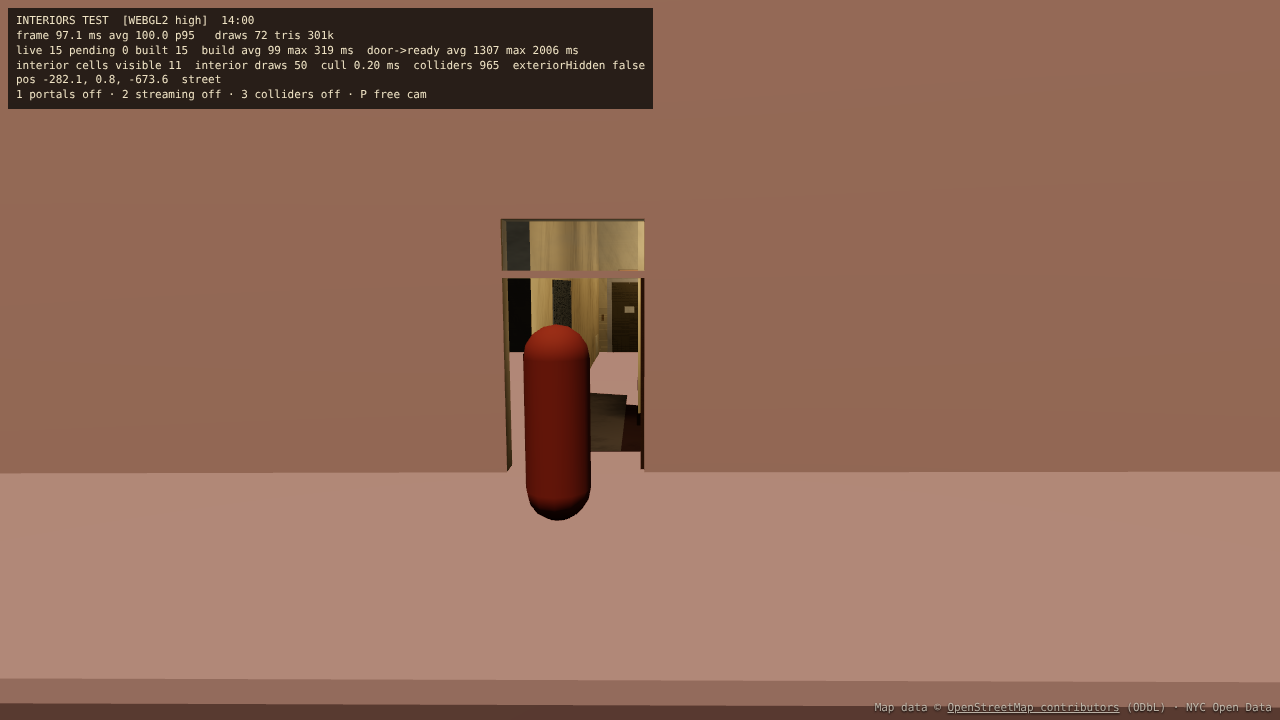 INTERIORS TEST  [WEBGL2 high]  14:00
frame 97.1 ms avg 100.0 p95   draws 72 tris 301k
live 15 pending 0 built 15  build avg 99 max 319 ms  door->ready avg 1307 max 2006 ms
interior cells visible 11  interior draws 50  cull 0.20 ms  colliders 965  exteriorHidden false
pos -282.1, 0.8, -673.6  street
1 portals off · 2 streaming off · 3 colliders off · P free cam
Map data © OpenStreetMap contributors (ODbL) · NYC Open Data